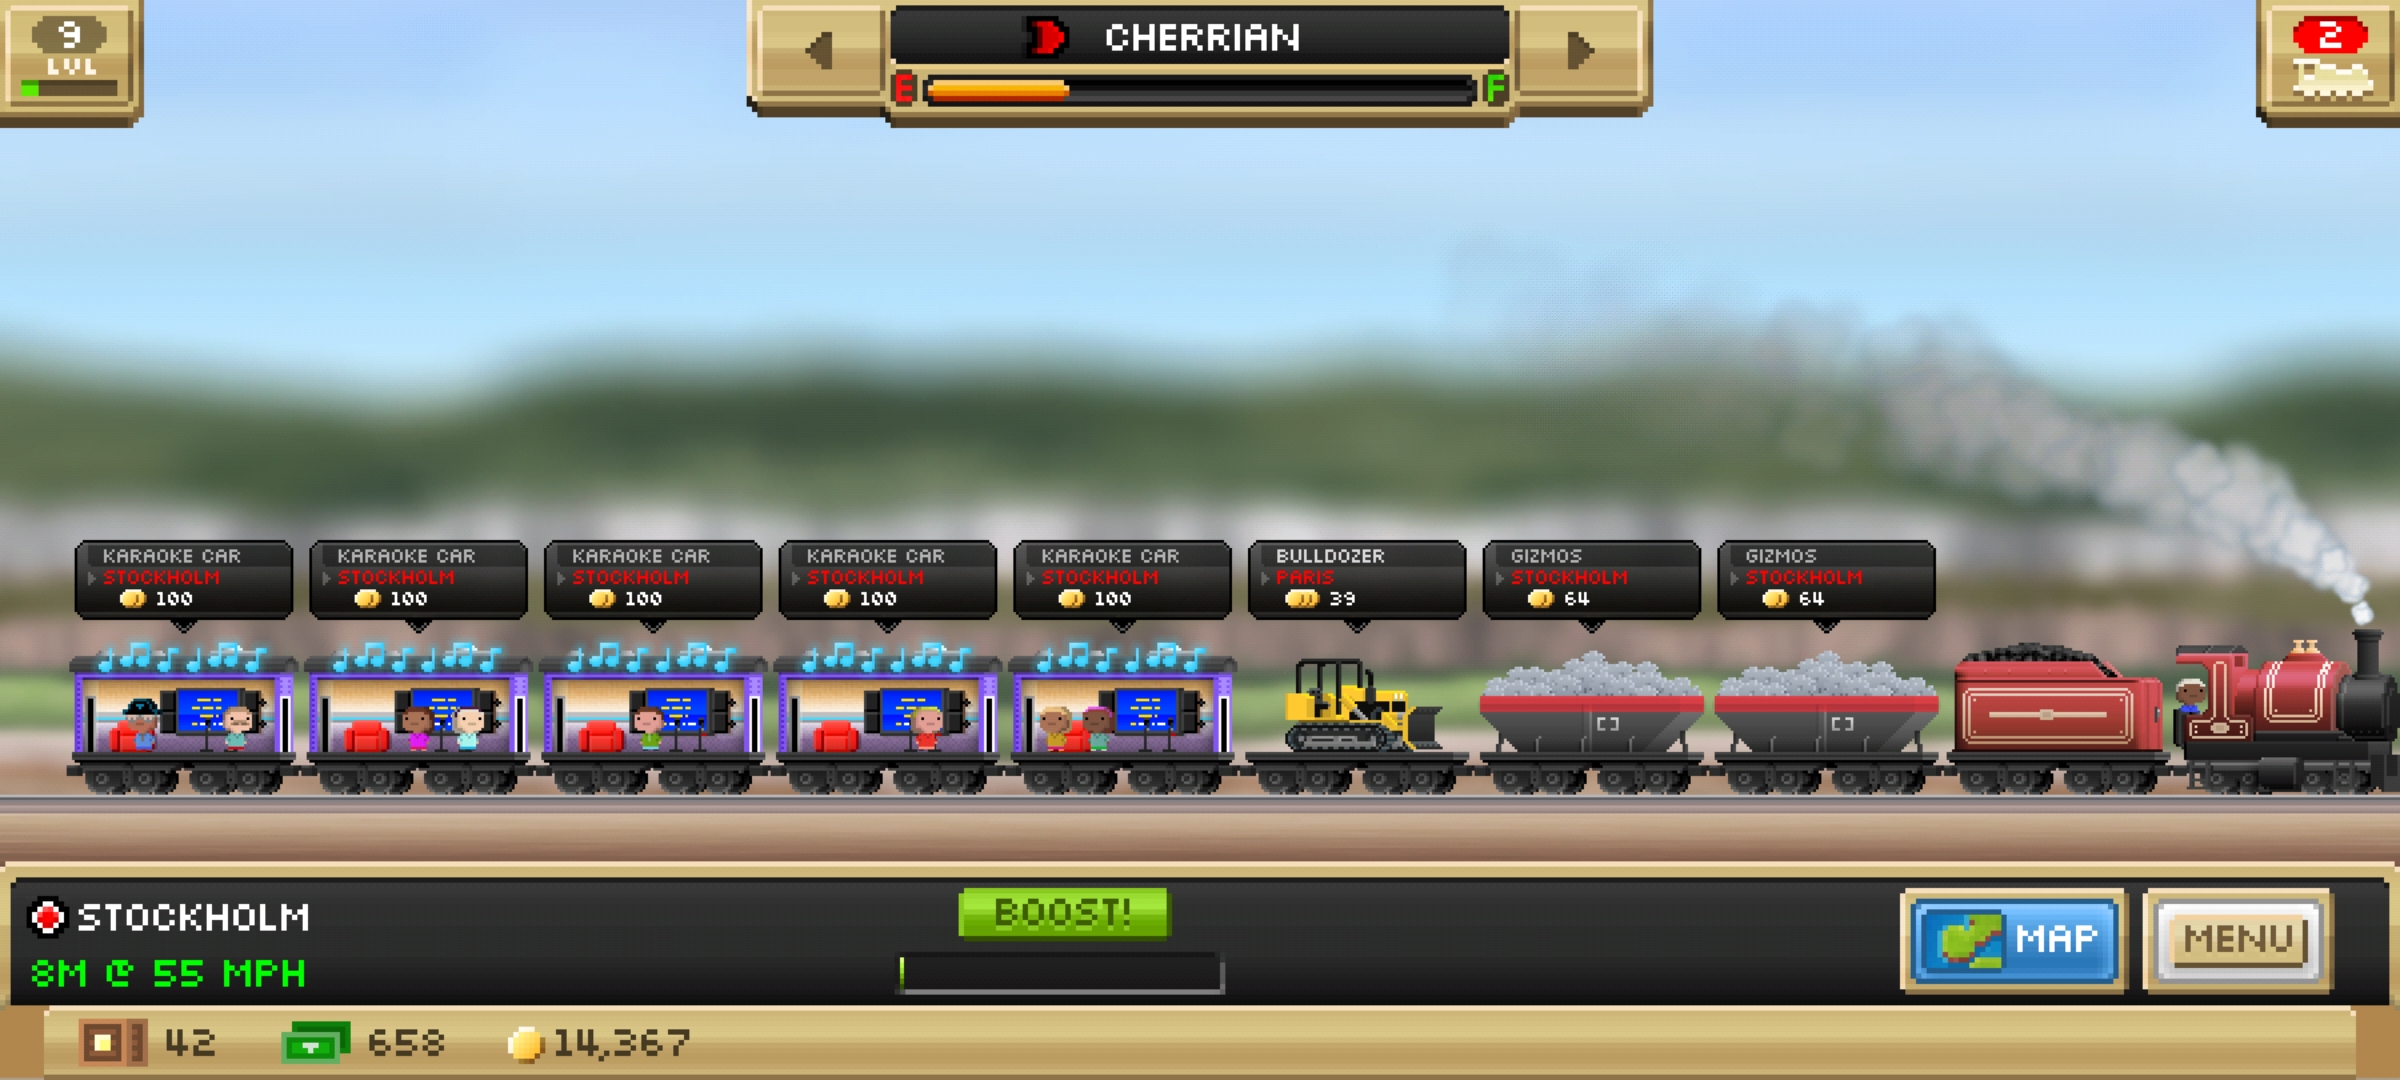 9
LVL
CHERRIAN
E
F
2
KARAOKE CAR
STOCKHOLM
100
KARAOKE CAR
STOCKHOLM
100
KARAOKE CAR
STOCKHOLM
100
KARAOKE CAR
STOCKHOLM
100
KARAOKE CAR
STOCKHOLM
100
BULLDOZER
PARIS
39
GIZMOS
STOCKHOLM
64
GIZMOS
STOCKHOLM
64
STOCKHOLM
8M @ 55 MPH
BOOST!
MAP
MENU
42
658
14,367